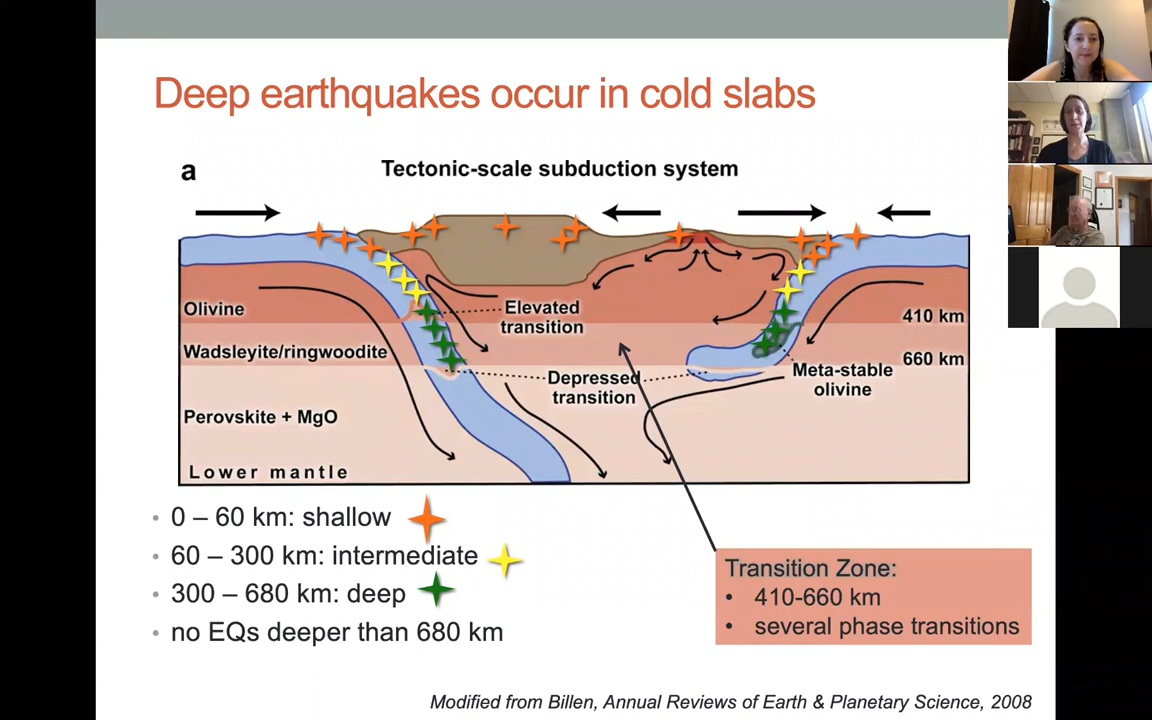 Deep earthquakes occur in cold slabs
a
Tectonic-scale subduction system
Olivine
Elevated
transition
410 km
Wadsleyite/ringwoodite
660 km
Depressed
transition
Meta-stable
olivine
Perovskite + MgO
Lower mantle
• 0 – 60 km: shallow
• 60 – 300 km: intermediate
• 300 – 680 km: deep
• no EQs deeper than 680 km
Transition Zone:
• 410-660 km
• several phase transitions
Modified from Billen, Annual Reviews of Earth & Planetary Science, 2008